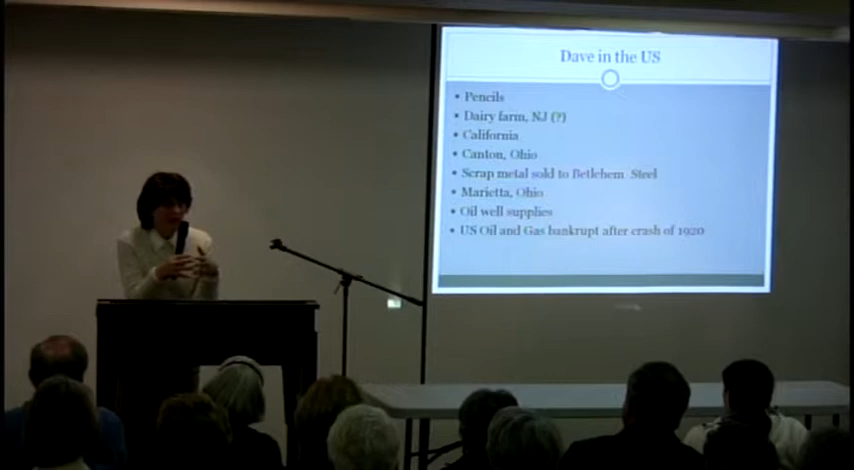 Dave in the US
• Pencils
• Dairy farm, NJ (?)
• California
• Canton, Ohio
• Scrap metal sold to Betlehem Steel
• Marietta, Ohio
• Oil well supplies
• US Oil and Gas bankrupt after crash of 1920